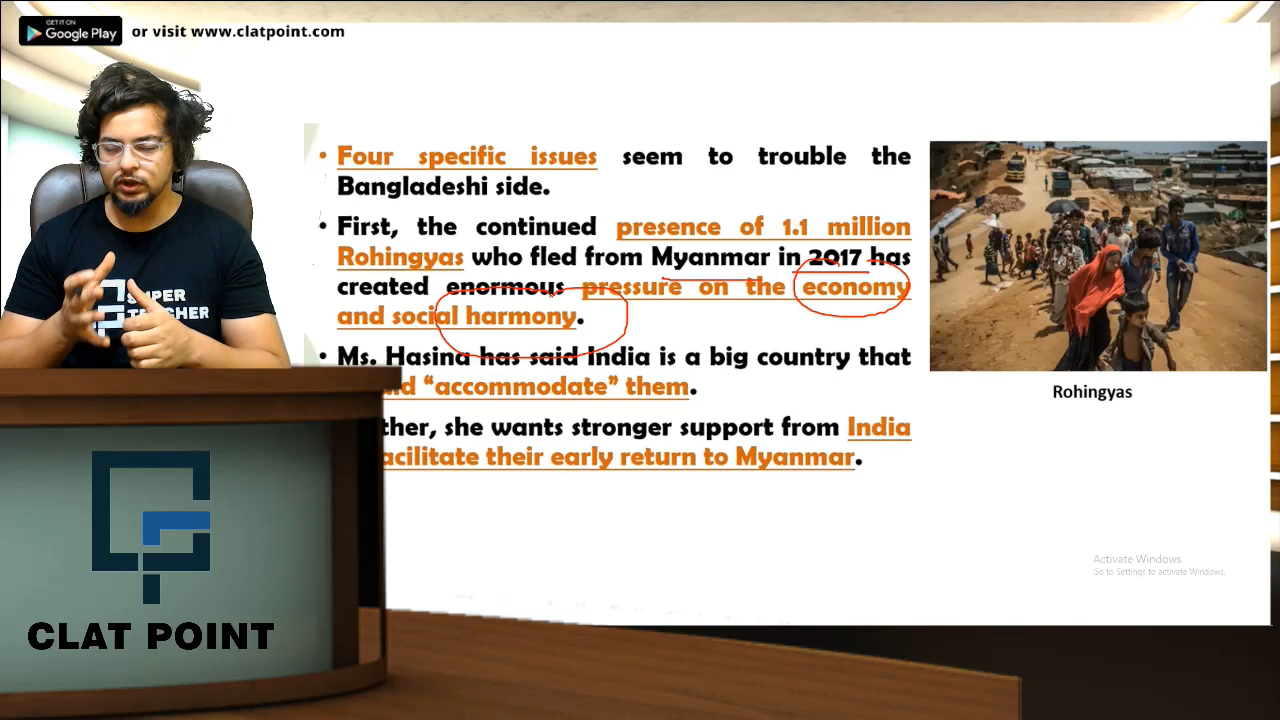 GET IT ON
Google Play
or visit www.clatpoint.com
• Four specific issues seem to trouble the
Bangladeshi side.
• First, the continued presence of 1.1 million
Rohingyas who fled from Myanmar in 2017 has
created enormous pressure on the economy
and social harmony.
• Ms. Hasina has said India is a big country that
“accommodate” them.
she wants stronger support from India
their early return to Myanmar.
Rohingyas
SUPER
TEACHER
Activate Windows
Go to Settings to activate Windows.
CLAT POINT